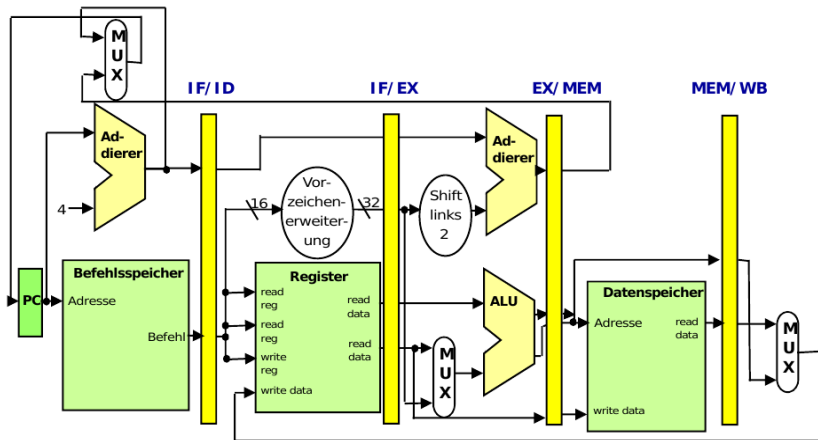 M
U
X
IF/ID
IF/EX
EX/MEM
MEM/WB
Ad-
dierer
Ad-
dierer
4
16
Vor-
zeichen-
erweiter-
ung
32
Shift
links
2
PC
Befehlsspeicher
Adresse
Befehl
Register
read
reg
read
reg
write
reg
write data
read
data
read
data
M
U
X
ALU
Datenspeicher
Adresse
read
data
write data
M
U
X